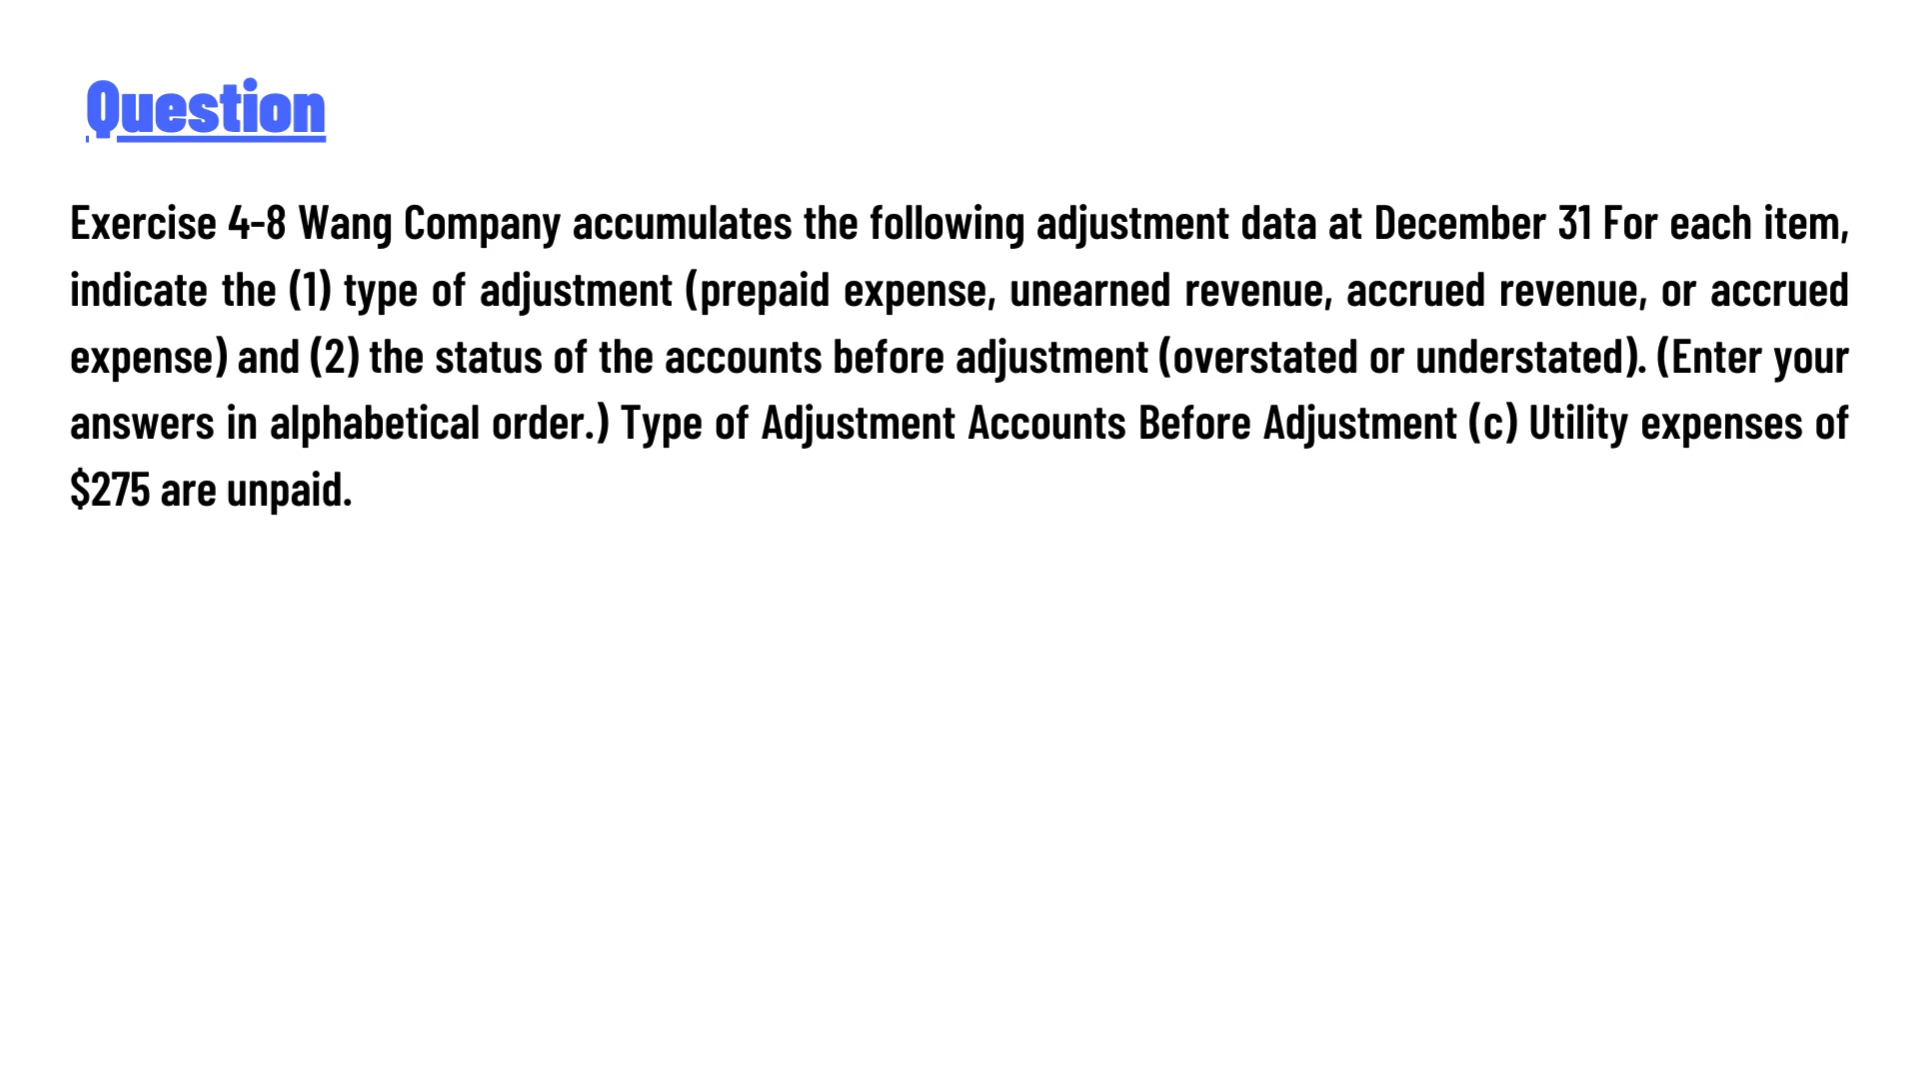 Question
Exercise 4-8 Wang Company accumulates the following adjustment data at December 31 For each item,
indicate the (1) type of adjustment (prepaid expense, unearned revenue, accrued revenue, or accrued
expense) and (2) the status of the accounts before adjustment (overstated or understated). (Enter your
answers in alphabetical order.) Type of Adjustment Accounts Before Adjustment (c) Utility expenses of
$275 are unpaid.